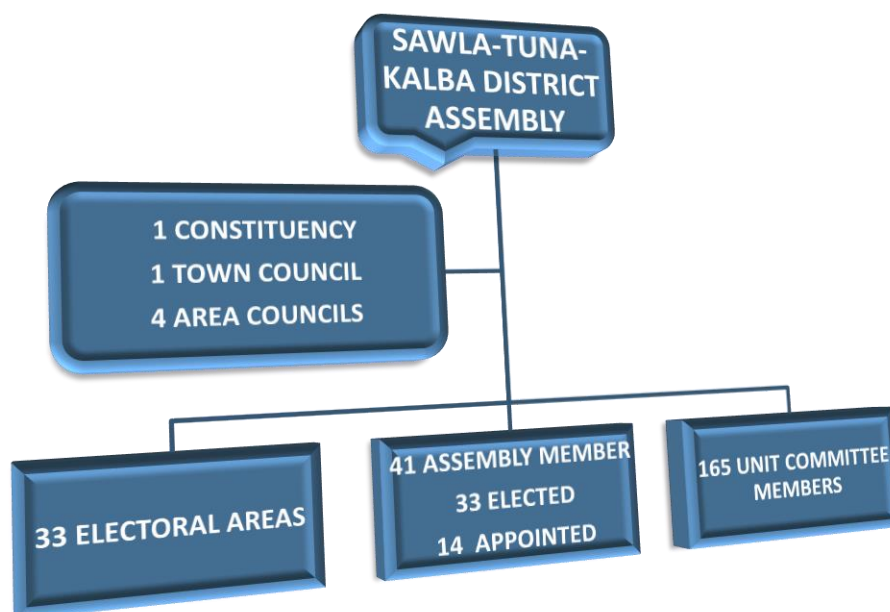 SAWLA-TUNA-
KALBA DISTRICT
ASSEMBLY
1 CONSTITUENCY
1 TOWN COUNCIL
4 AREA COUNCILS
33 ELECTORAL AREAS
41 ASSEMBLY MEMBER
33 ELECTED
14 APPOINTED
165 UNIT COMMITTEE
MEMBERS